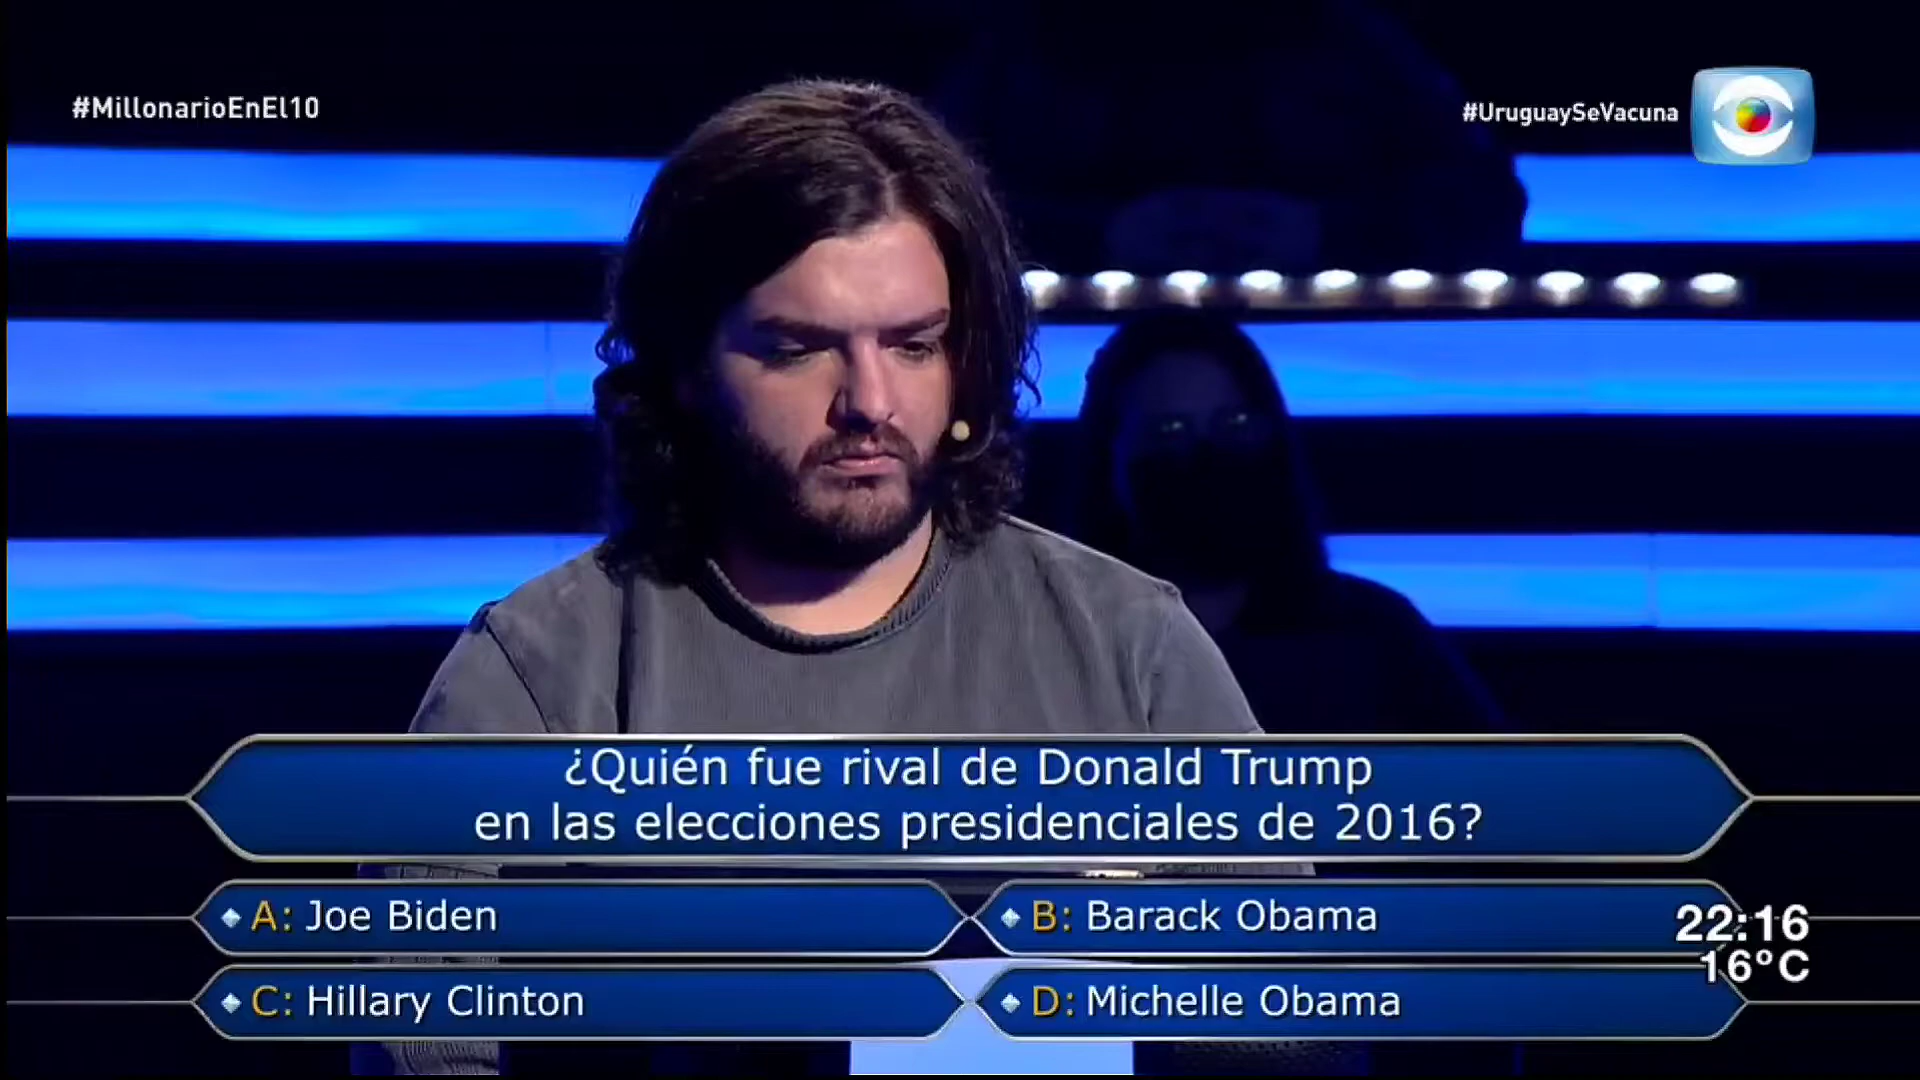 #MillonarioEnEl10
#UruguaySeVacuna
¿Quién fue rival de Donald Trump
en las elecciones presidenciales de 2016?
A: Joe Biden
B: Barack Obama
C: Hillary Clinton
D: Michelle Obama
22:16
16°C